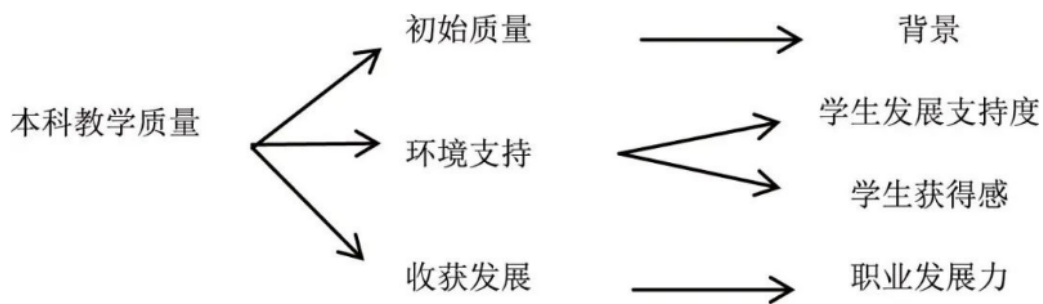 初始质量
背景
本科教学质量
学生发展支持度
环境支持
学生获得感
收获发展
职业发展力